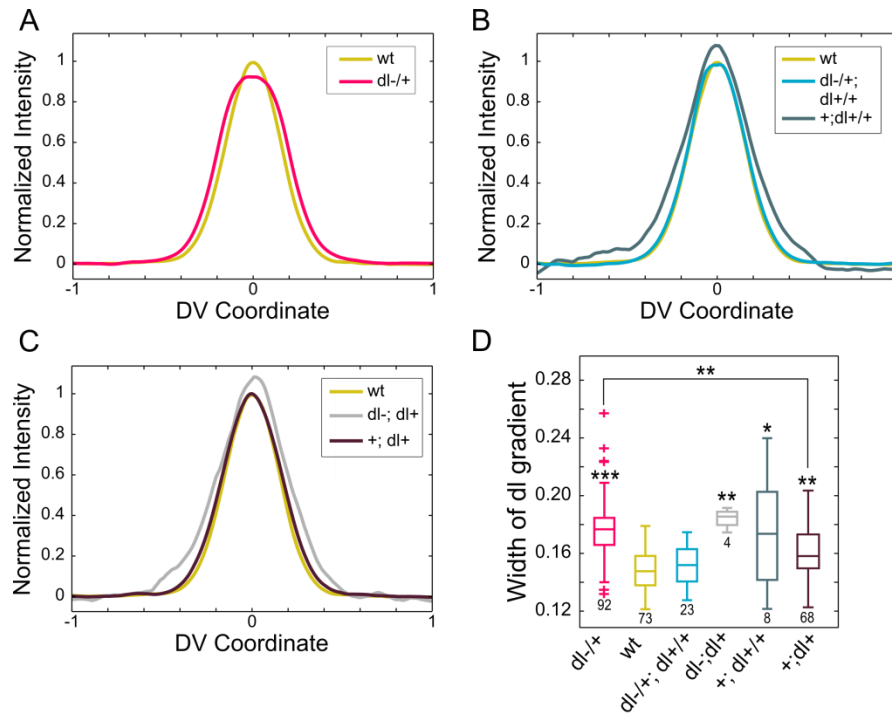 A
Normalized Intensity
1
0.8
0.6
0.4
0.2
0
-1
0
1
DV Coordinate
wt
dl-/+
B
Normalized Intensity
1
0.8
0.6
0.4
0.2
0
-1
0
1
DV Coordinate
wt
dl-/+;
dl+/+
+;dl+/+
C
Normalized Intensity
1
0.8
0.6
0.4
0.2
0
-1
0
1
DV Coordinate
wt
dl-; dl+
+; dl+
D
Width of dl gradient
0.28
0.24
0.20
0.16
0.12
**
***
**
*
**
92
73
23
4
8
68
dl-/+
wt
dl-/+; dl+/+
dl-;dl+
+; dl+/+
+;dl+